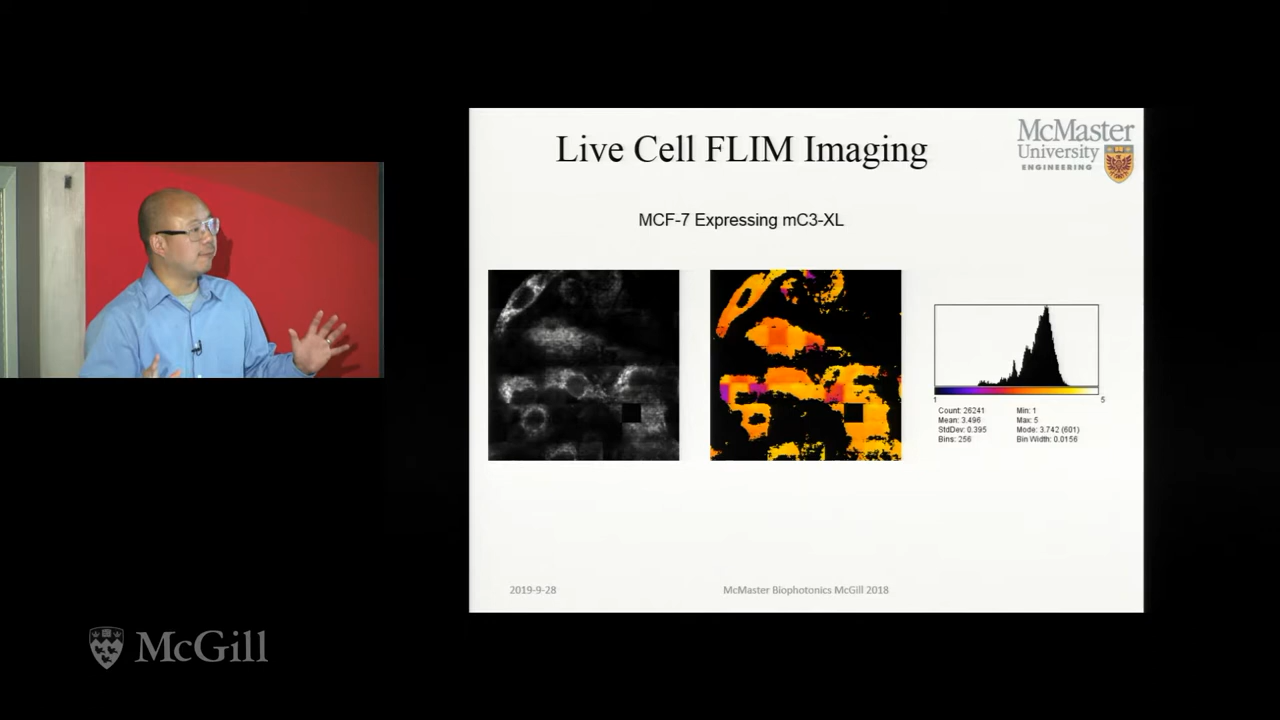 Live Cell FLIM Imaging
McMaster
University
ENGINEERING
MCF-7 Expressing mC3-XL
1
5
Count: 26241
Min: 1
Mean: 3.496
Max: 5
StdDev: 0.395
Mode: 3.742 (601)
Bins: 256
Bin Width: 0.0156
2019-9-28
McMaster Biophotonics McGill 2018
McGill